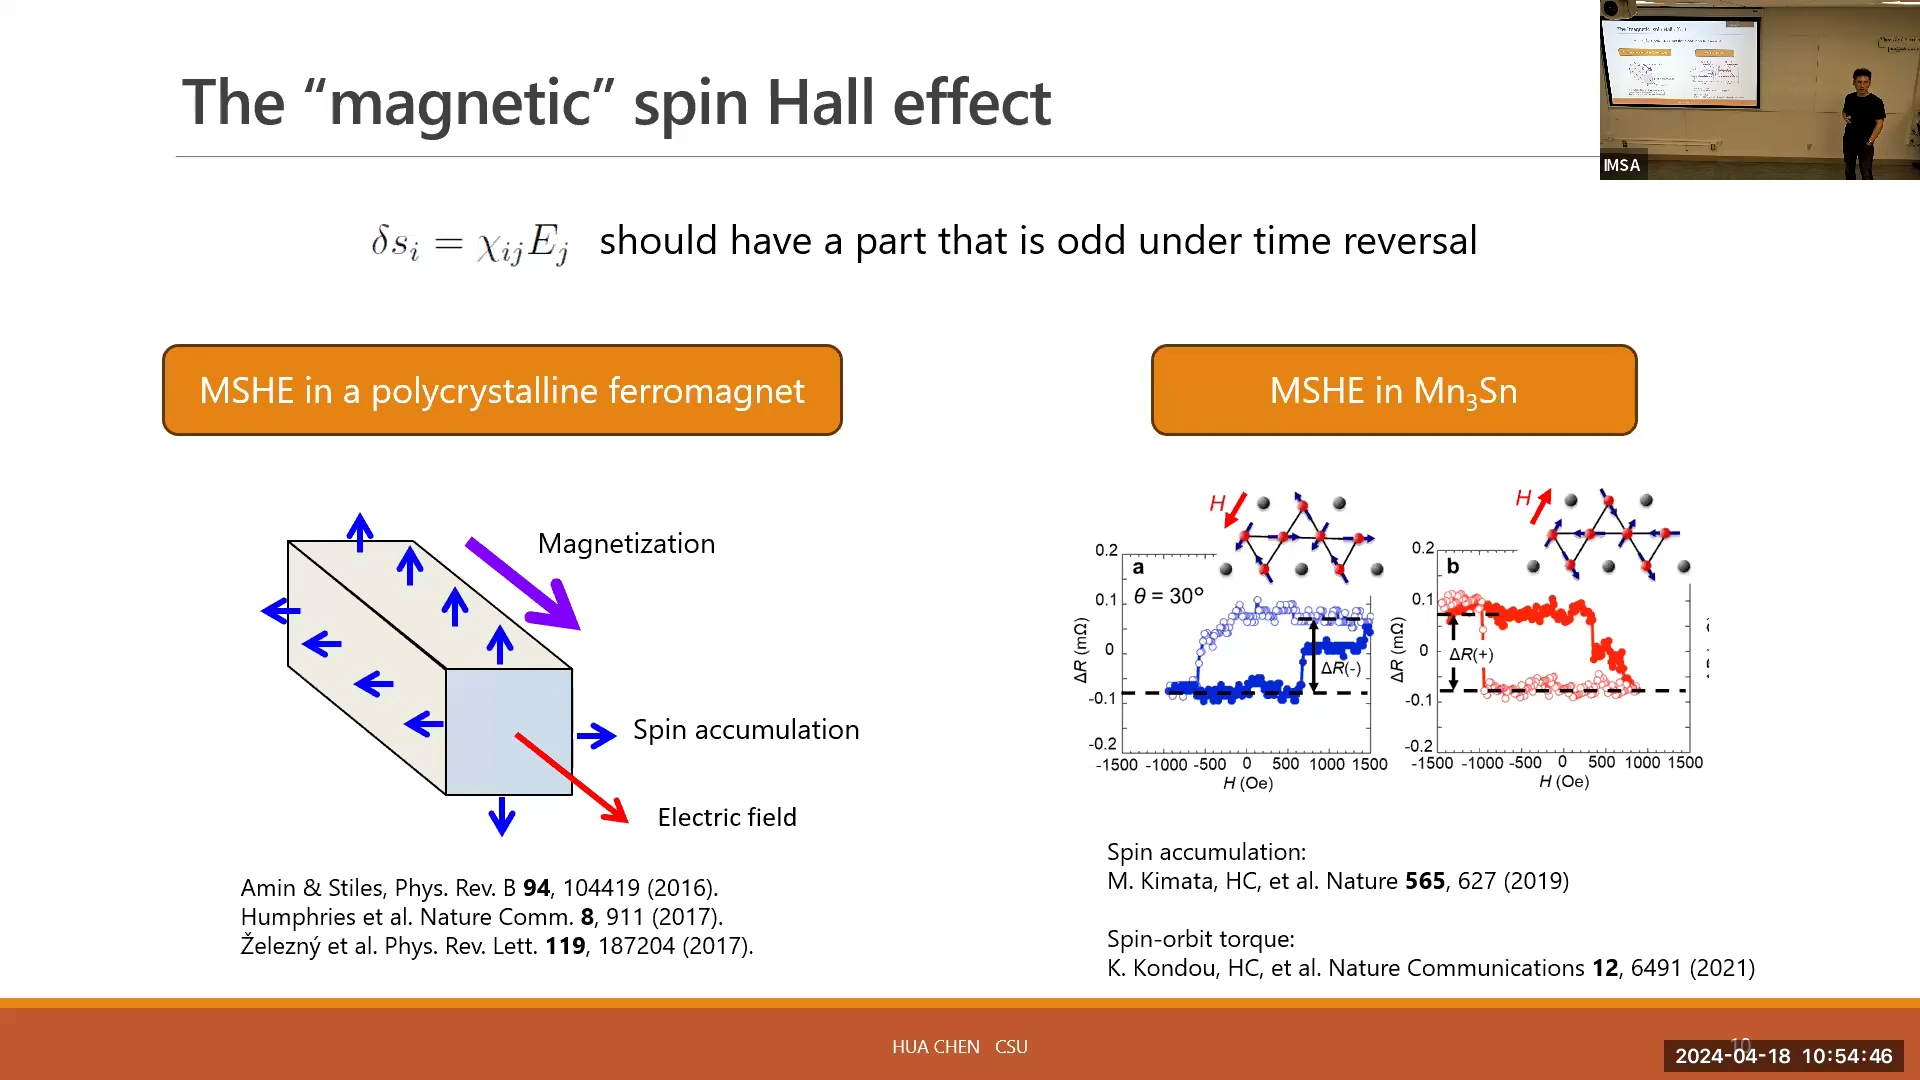 The “magnetic” spin Hall effect
IMSA
δsᵢ = χᵢⱼEⱼ should have a part that is odd under time reversal
MSHE in a polycrystalline ferromagnet
Magnetization
Spin accumulation
Electric field
Amin & Stiles, Phys. Rev. B 94, 104419 (2016).
Humphries et al. Nature Comm. 8, 911 (2017).
Železný et al. Phys. Rev. Lett. 119, 187204 (2017).
MSHE in Mn₃Sn
H
a
θ = 30°
0.2
0.1
0
-0.1
-0.2
ΔR (mΩ)
ΔR(-)
-1500 -1000 -500 0 500 1000 1500
H (Oe)
H
b
0.2
0.1
0
-0.1
-0.2
ΔR (mΩ)
ΔR(+)
-1500 -1000 -500 0 500 1000 1500
H (Oe)
Spin accumulation:
M. Kimata, HC, et al. Nature 565, 627 (2019)
Spin-orbit torque:
K. Kondou, HC, et al. Nature Communications 12, 6491 (2021)
HUA CHEN CSU
10
2024-04-18 10:54:46